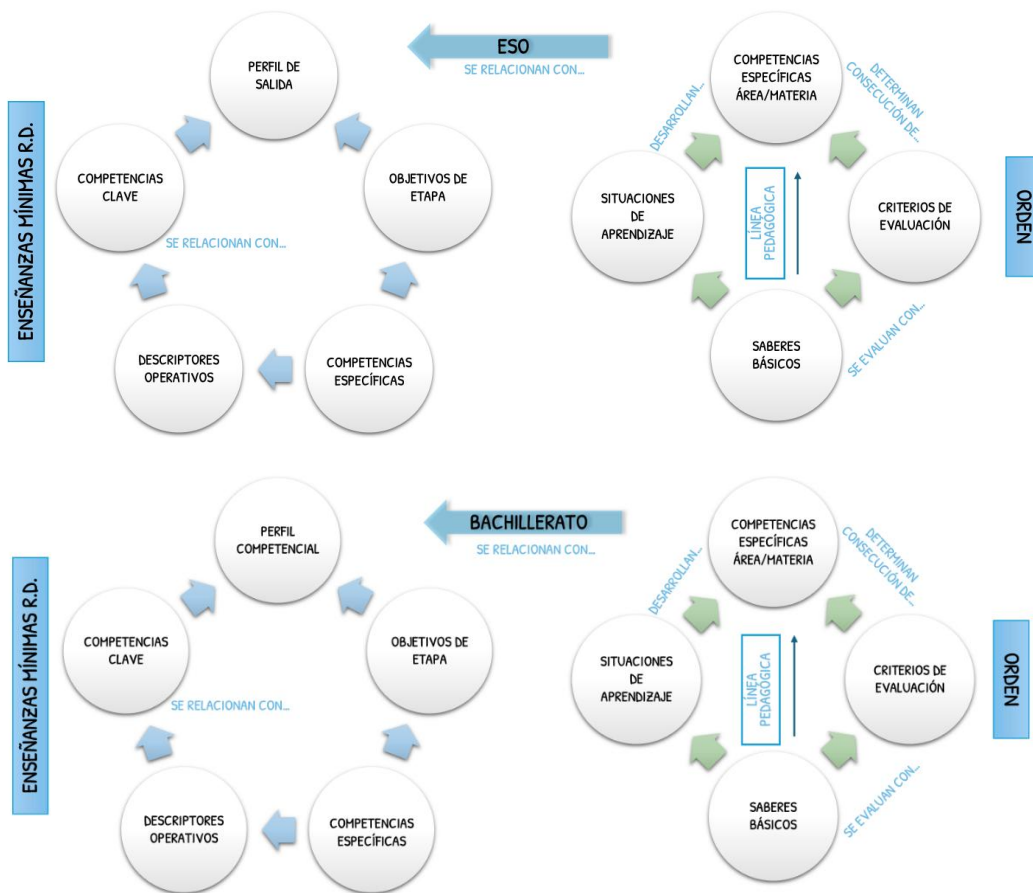 ESO
SE RELACIONAN CON...
ENSEÑANZAS MÍNIMAS R.D.
PERFIL DE
SALIDA
COMPETENCIAS
CLAVE
OBJETIVOS DE
ETAPA
SE RELACIONAN CON...
DESCRIPTORES
OPERATIVOS
COMPETENCIAS
ESPECÍFICAS
COMPETENCIAS
ESPECÍFICAS
ÁREA/MATERIA
DESARROLLAN...
DETERMINAN
CONSECUCIÓN DE...
SITUACIONES
DE
APRENDIZAJE
LÍNEA
PEDAGÓGICA
CRITERIOS DE
EVALUACIÓN
ORDEN
SABERES
BÁSICOS
SE EVALUAN CON...
BACHILLERATO
SE RELACIONAN CON...
ENSEÑANZAS MÍNIMAS R.D.
PERFIL
COMPETENCIAL
COMPETENCIAS
CLAVE
OBJETIVOS DE
ETAPA
SE RELACIONAN CON...
DESCRIPTORES
OPERATIVOS
COMPETENCIAS
ESPECÍFICAS
COMPETENCIAS
ESPECÍFICAS
ÁREA/MATERIA
DESARROLLAN...
DETERMINAN
CONSECUCIÓN DE...
SITUACIONES
DE
APRENDIZAJE
LÍNEA
PEDAGÓGICA
CRITERIOS DE
EVALUACIÓN
ORDEN
SABERES
BÁSICOS
SE EVALUAN CON...